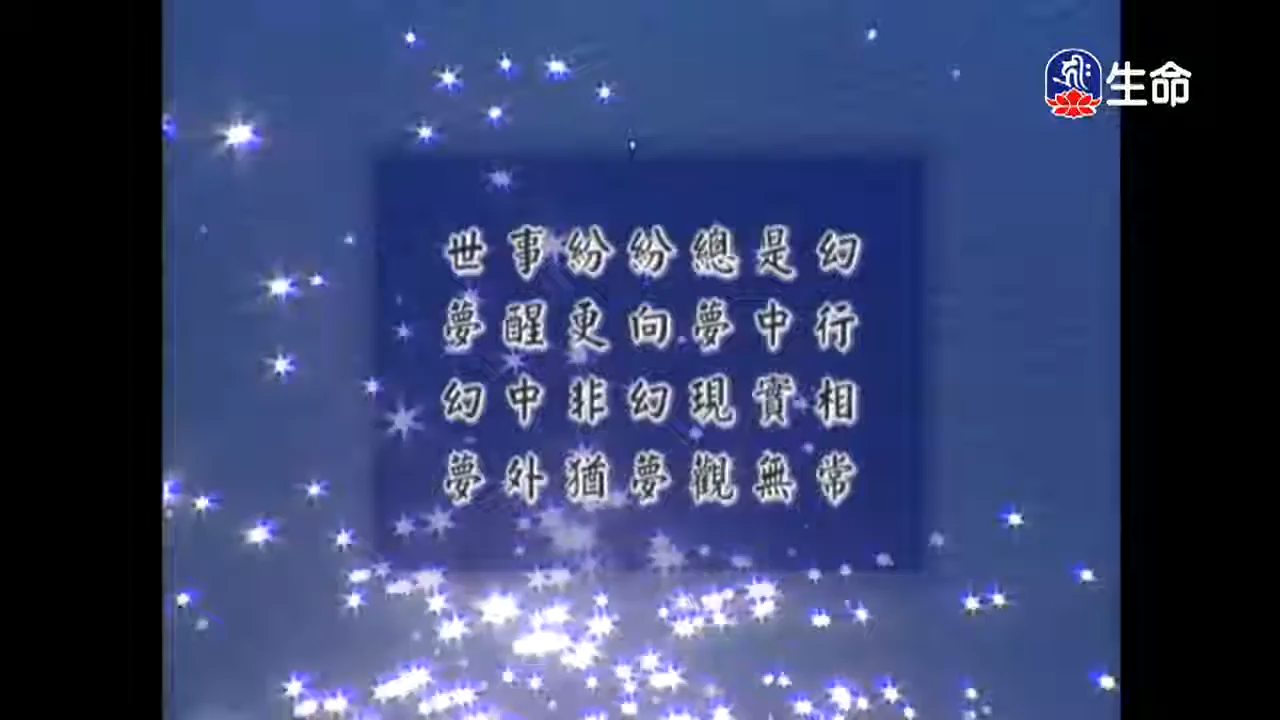 生命
世事紛紛總是幻
夢醒更向夢中行
幻中非幻現實相
夢外猶夢觀無常